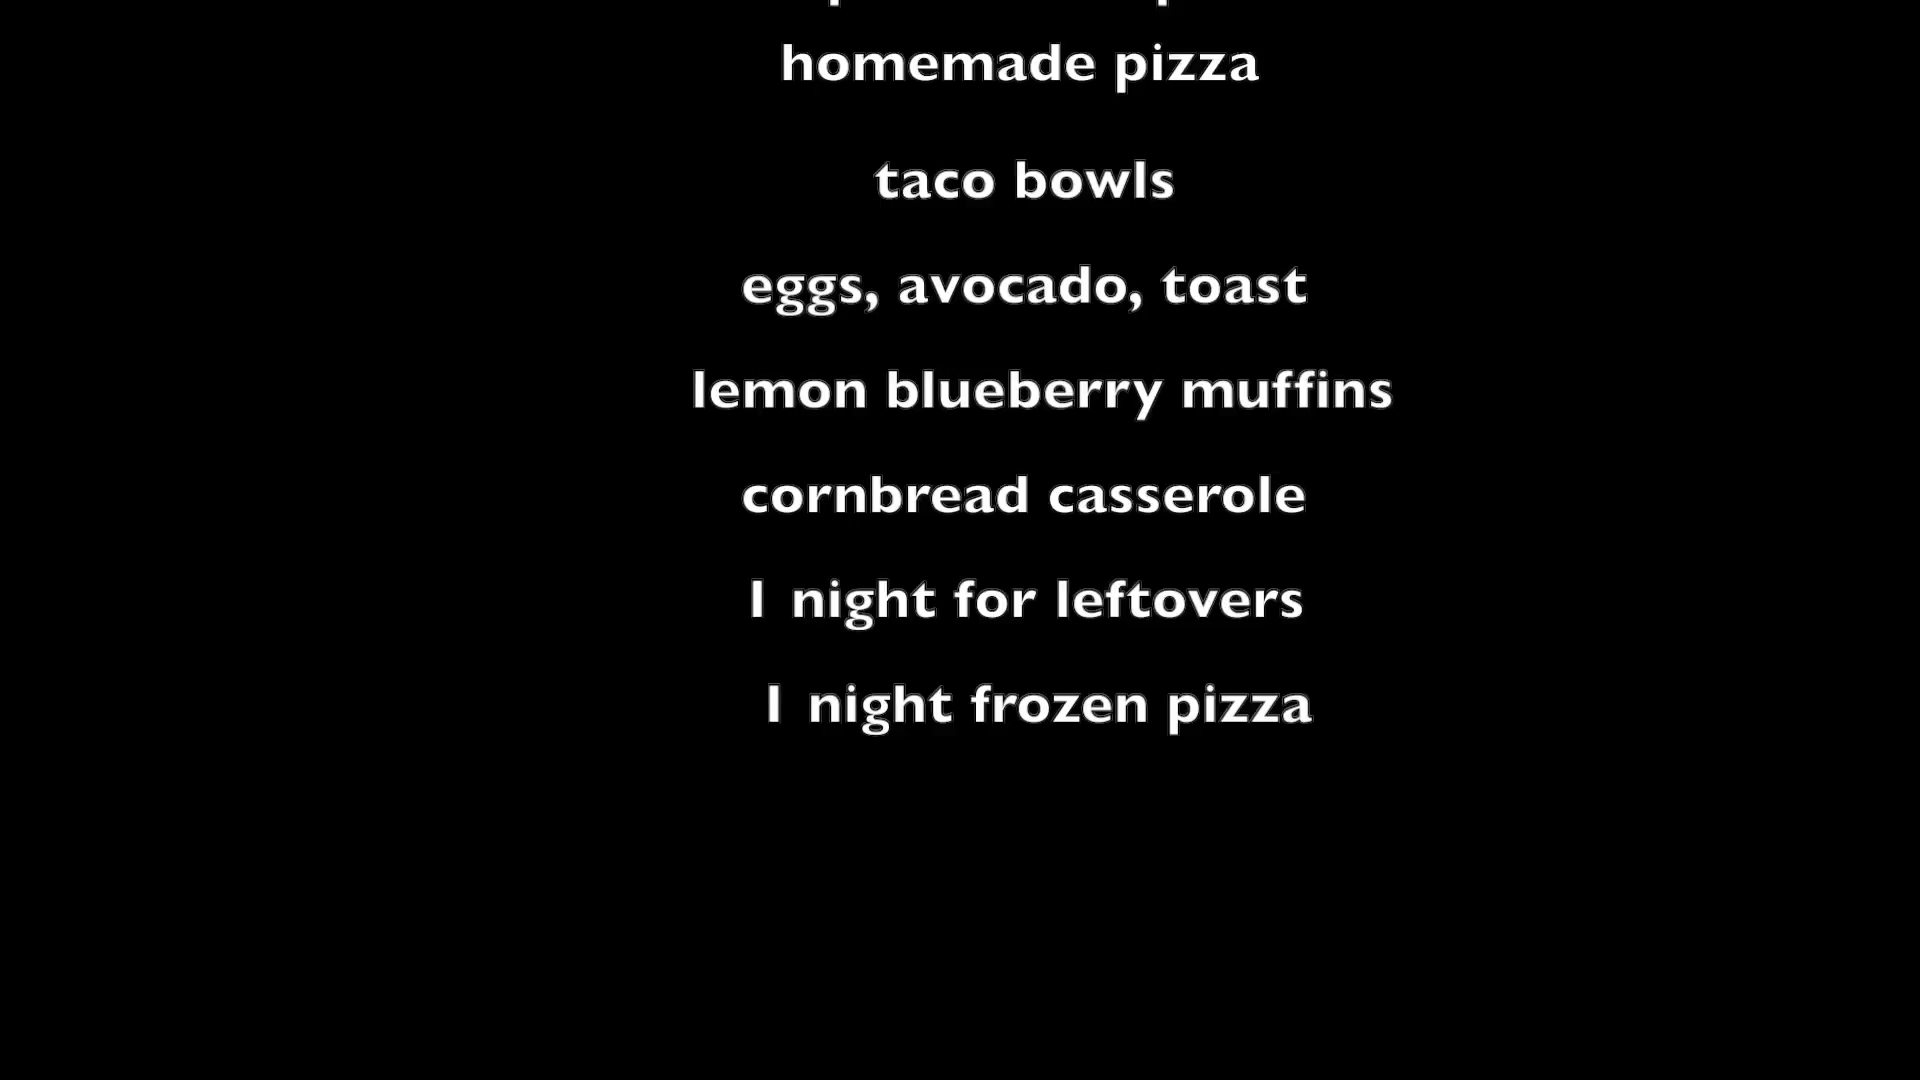 homemade pizza
taco bowls
eggs, avocado, toast
lemon blueberry muffins
cornbread casserole
1 night for leftovers
1 night frozen pizza